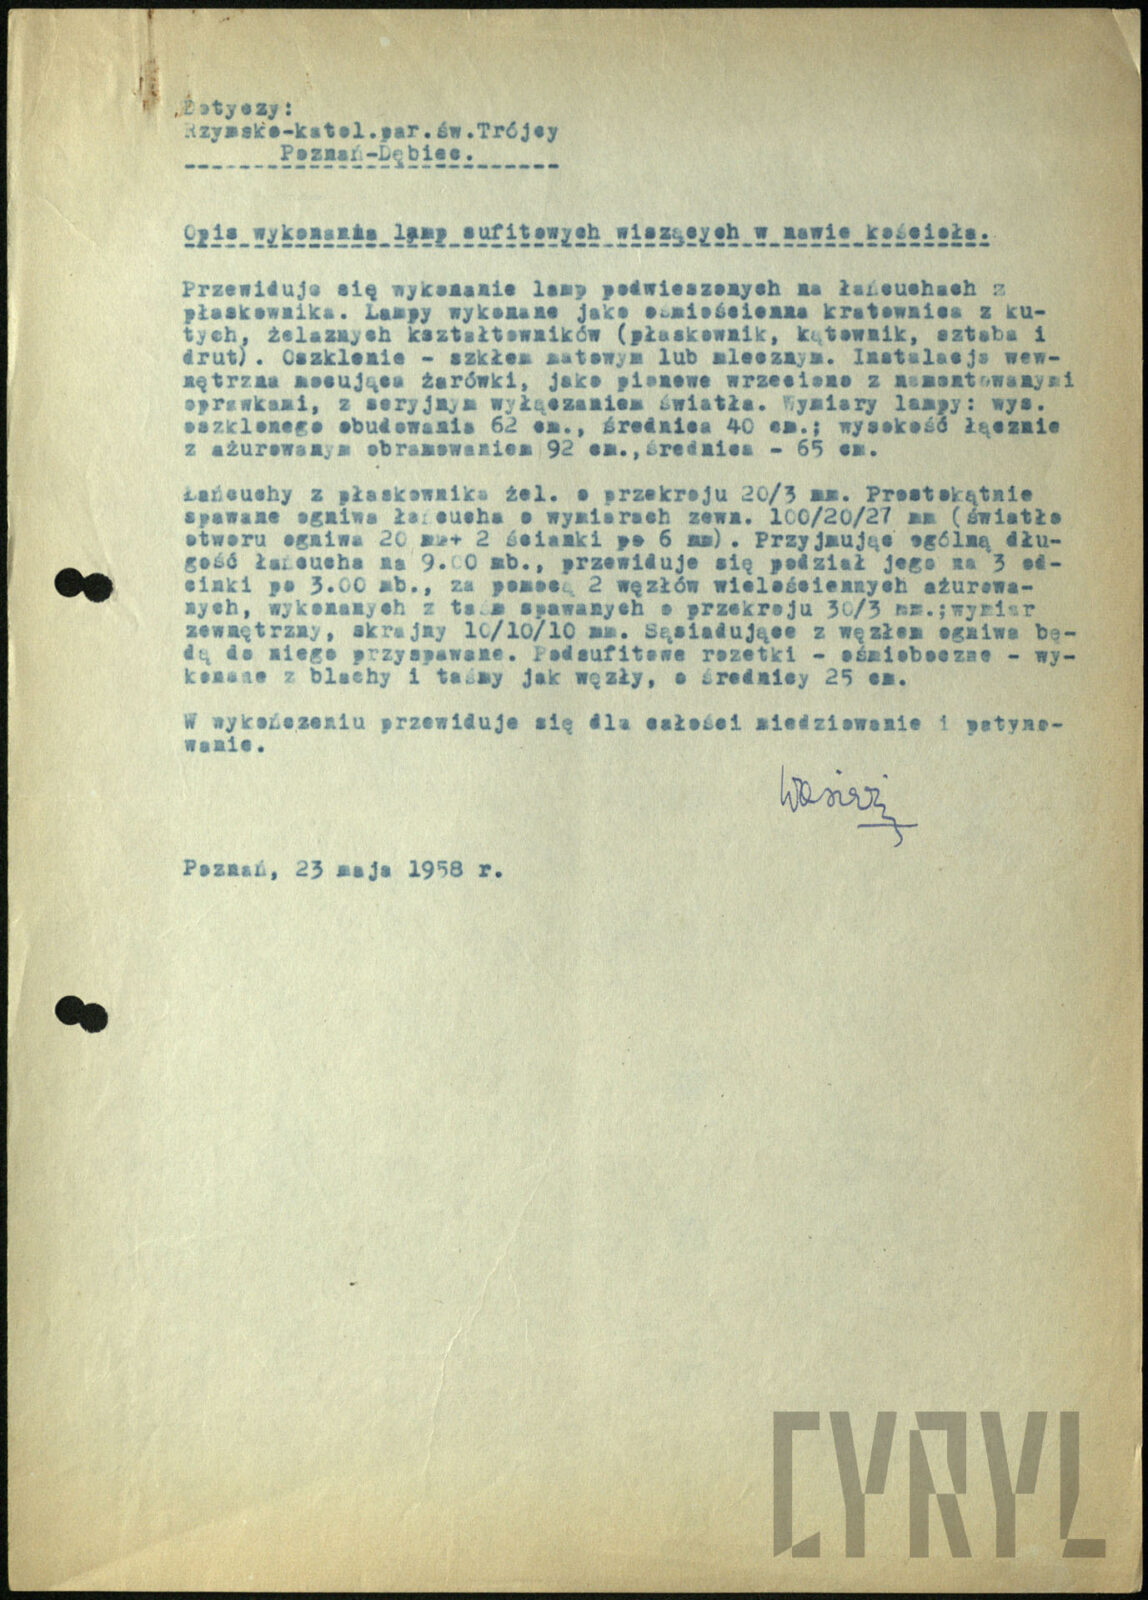 Dotyczy:
Rzymsko-katol.par.św.Trójcy
Poznań-Dębiec.
Opis wykonania lamp sufitowych wiszących w nawie kościoła.
Przewiduje się wykonanie lamp podwieszonych na łańcuchach z
płaskownika. Lampy wykonane jako ośmiościenna kratownica z ku-
tych, żelaznych kształtowników (płaskownik, kątownik, sztaba i
drut). Oszklenie - szkłem matowym lub mlecznym. Instalacja wew-
nętrzna mocująca żarówki, jako pionowe wrzeciono z namontowanymi
oprawkami, z seryjnym wyłączaniem światła. Wymiary lampy: wys.
oszklonego obudowania 62 cm., średnica 40 cm.; wysokość łącznie
z ażurowanym obramowaniem 92 cm.,średnica - 65 cm.
Łańcuchy z płaskownika żel. o przekroju 20/3 mm. Prostokątnie
spawane ogniwa łańcucha o wymiarach zewn. 100/20/27 mm (światło
otworu ogniwa 20 mm+ 2 ścianki po 6 mm). Przyjmując ogólną dłu-
gość łańcucha na 9.00 mb., przewiduje się podział jego na 3 od-
cinki po 3.00 mb., za pomocą 2 węzłów wielościennych ażurowa-
nych, wykonanych z taśm spawanych o przekroju 30/3 mm.;wymiar
zewnętrzny, skrajny 10/10/10 mm. Sąsiadujące z węzłem ogniwa bę-
dą do niego przyspawane. Podsufitowe rozetki - ośmioboczne - wy-
konane z blachy i taśmy jak węzły, o średnicy 25 cm.
W wykończeniu przewiduje się dla całości miedziowanie i patyno-
wanie.
Poznań, 23 maja 1958 r.
CYRYL